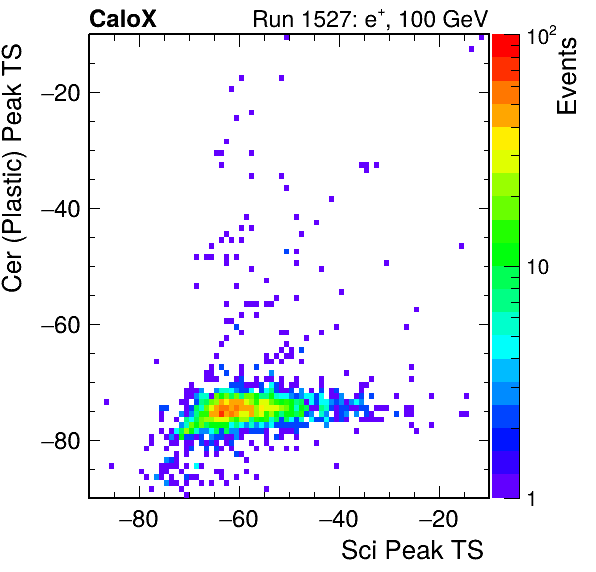 CaloX Run 1527: e⁺, 100 GeV
Cer (Plastic) Peak TS
−20
−40
−60
−80
−80 −60 −40 −20
Sci Peak TS
10²
10
1
Events